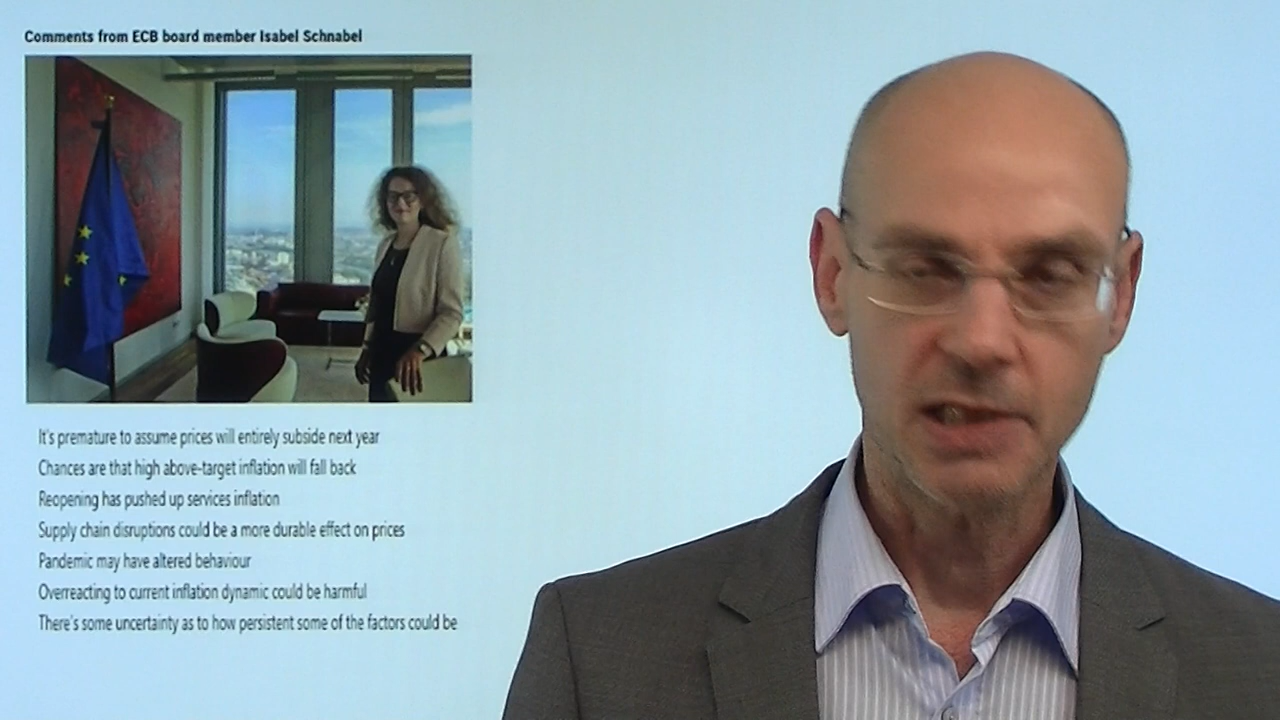 Comments from ECB board member Isabel Schnabel
It's premature to assume prices will entirely subside next year
Chances are that high above-target inflation will fall back
Reopening has pushed up services inflation
Supply chain disruptions could be a more durable effect on prices
Pandemic may have altered behaviour
Overreacting to current inflation dynamic could be harmful
There's some uncertainty as to how persistent some of the factors could be